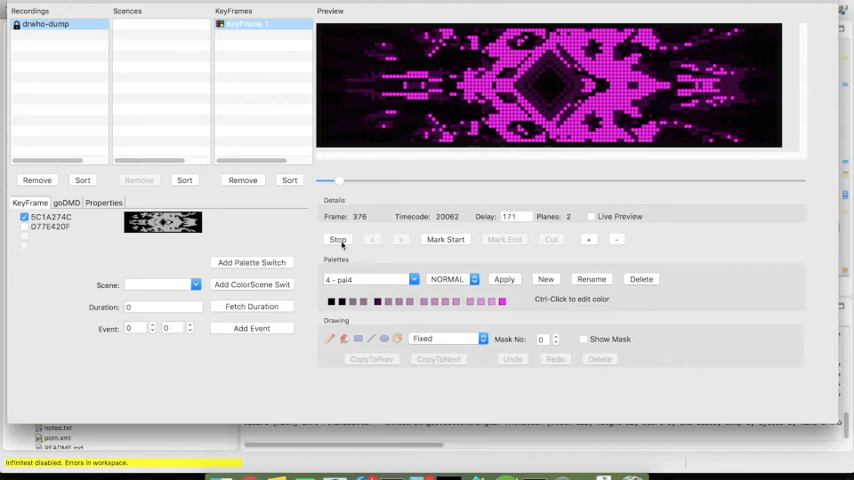 Recordings Scences KeyFrames Preview
drwho-dump KeyFrame 1
Remove Sort Remove Sort Remove Sort
Details
KeyFrame goDMD Properties
5C1A274C
D77E420F
Frame: 376 Timecode: 20062 Delay: 171 Planes: 2 Live Preview
Stop < > Mark Start Mark End Cut + -
Palettes
Add Palette Switch
4 - pal4 NORMAL Apply New Rename Delete
Scene: Add ColorScene Swit
Ctrl-Click to edit color
Duration: 0 Fetch Duration
Drawing
Event: 0 0 Add Event
Fixed Mask No: 0 Show Mask
CopyToPrev CopyToNext Undo Redo Delete
notes.txt
pom.xml
README.md
Infinitest disabled. Errors in workspace.